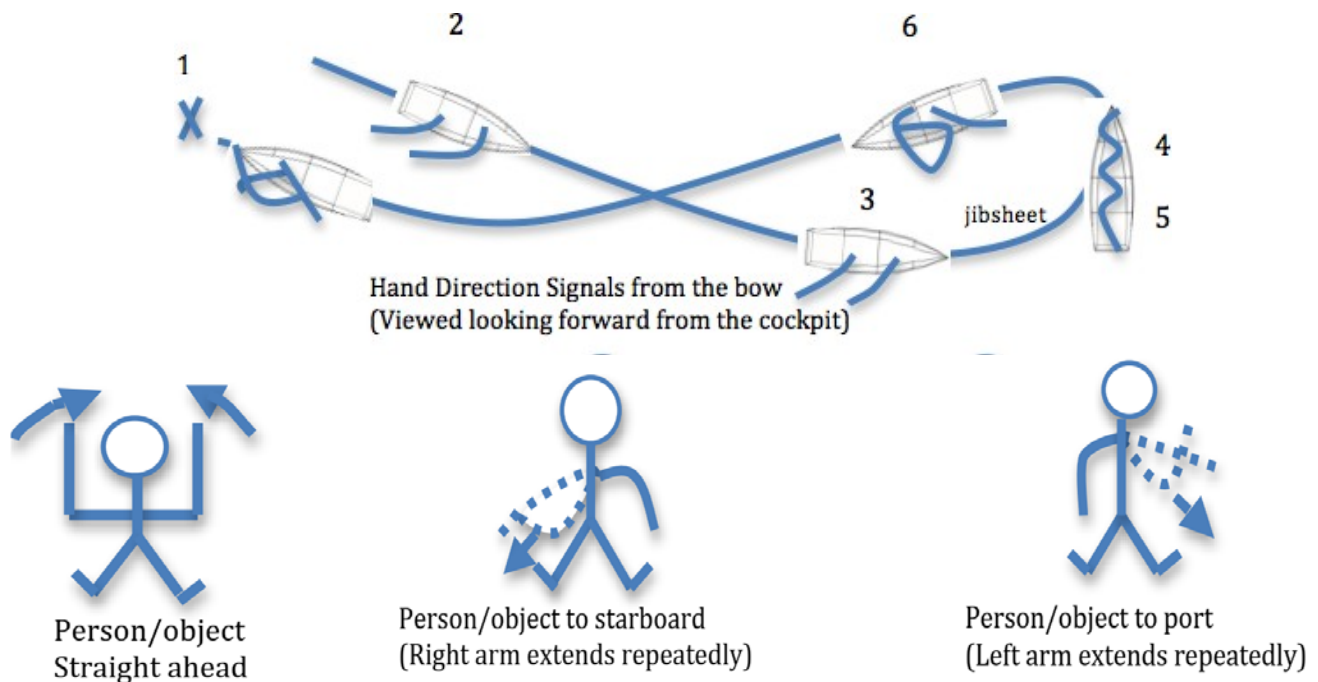 2
6
1
4
3
jibsheet
5
Hand Direction Signals from the bow
(Viewed looking forward from the cockpit)
Person/object
Straight ahead
Person/object to starboard
(Right arm extends repeatedly)
Person/object to port
(Left arm extends repeatedly)